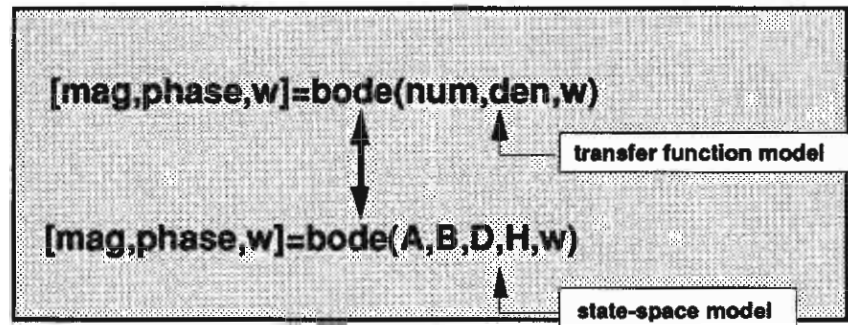 [mag,phase,w]=bode(num,den,w)
transfer function model
[mag,phase,w]=bode(A,B,D,H,w)
state-space model